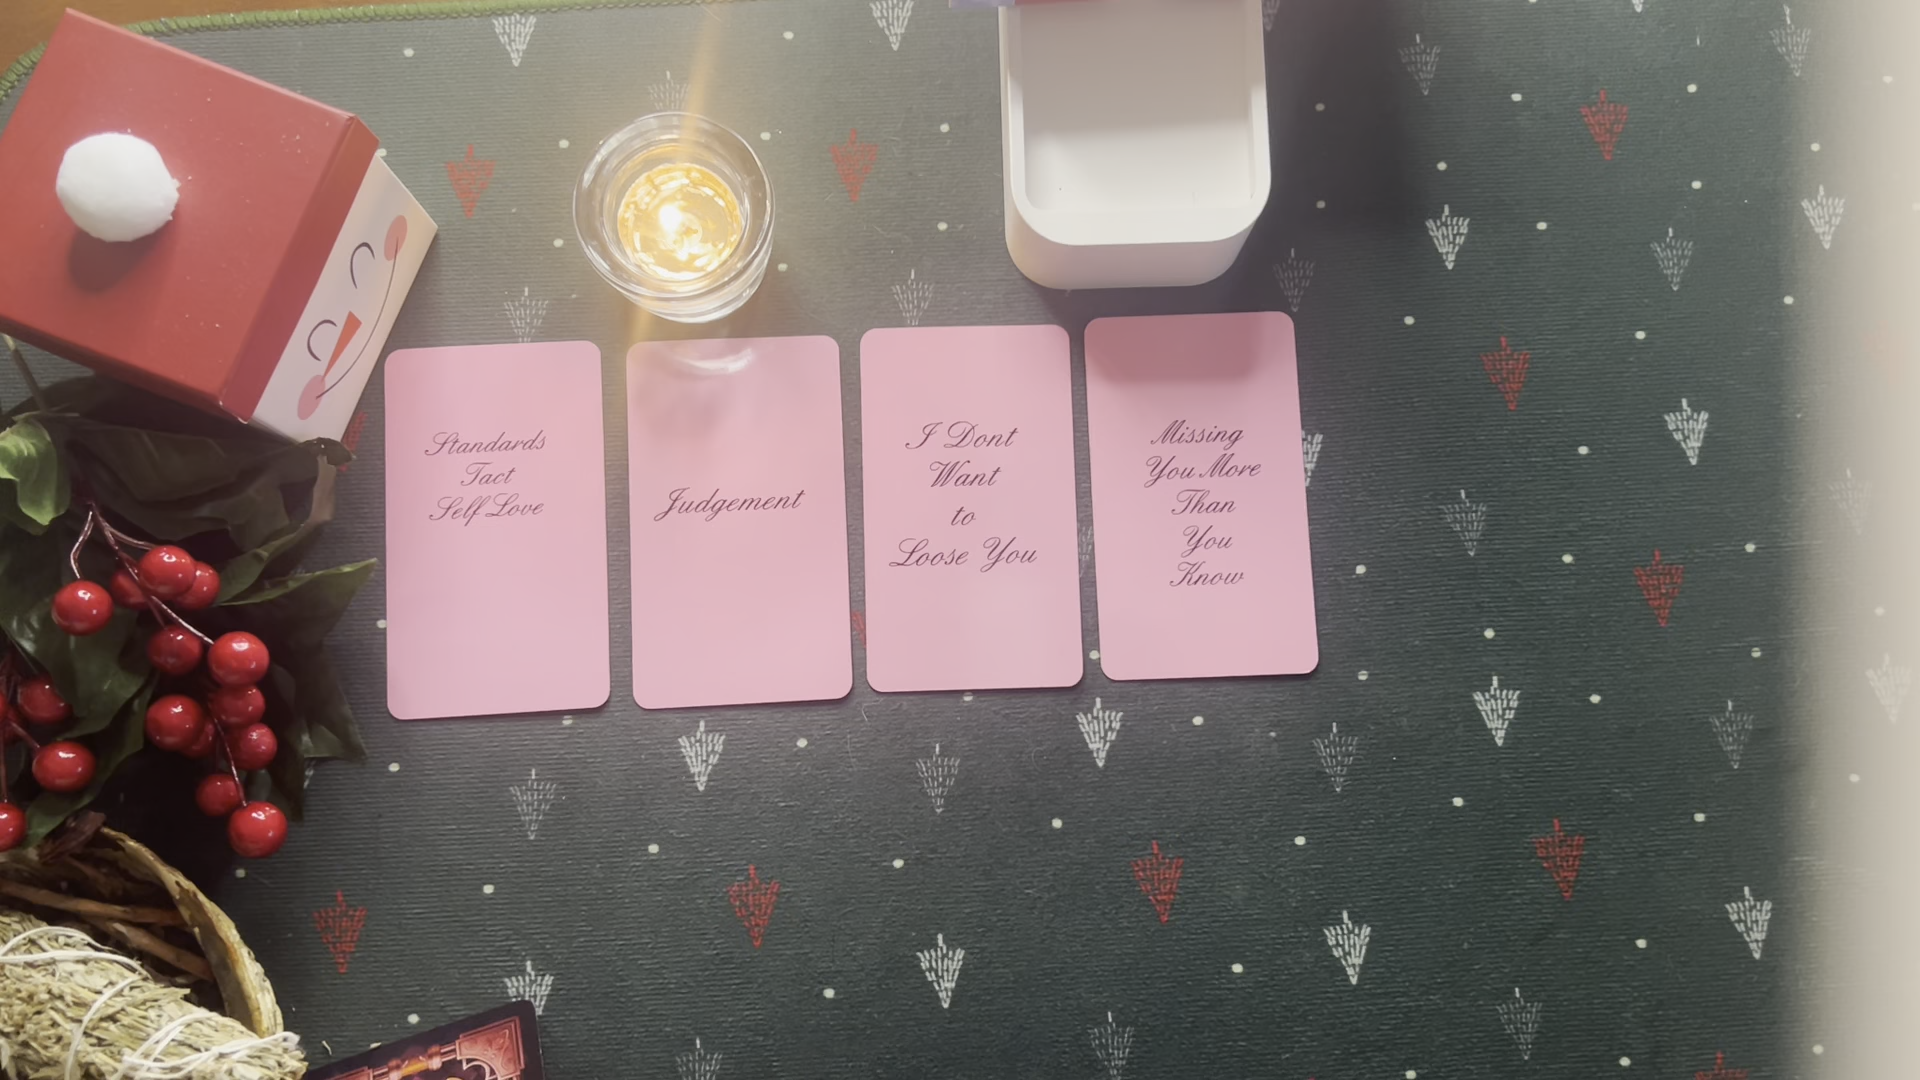 Standards
Tact
Self Love
Judgement
I Dont
Want
to
Loose You
Missing
You More
Than
You
Know